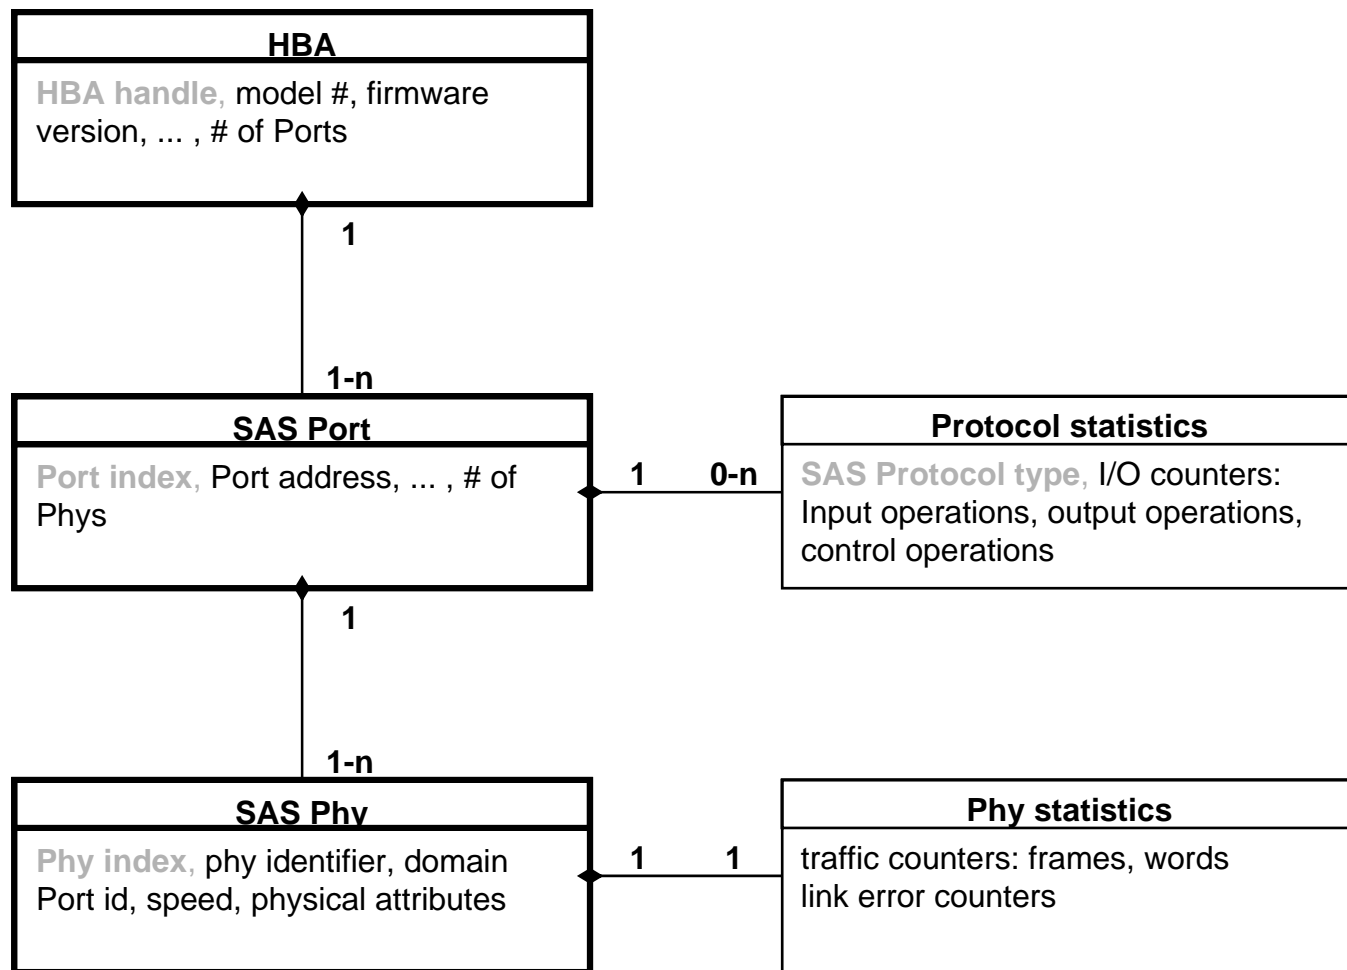 HBA
HBA handle, model #, firmware
version, ... , # of Ports
1
1-n
SAS Port
Port index, Port address, ... , # of
Phys
1 0-n
Protocol statistics
SAS Protocol type, I/O counters:
Input operations, output operations,
control operations
1
1-n
SAS Phy
Phy index, phy identifier, domain
Port id, speed, physical attributes
1 1
Phy statistics
traffic counters: frames, words
link error counters